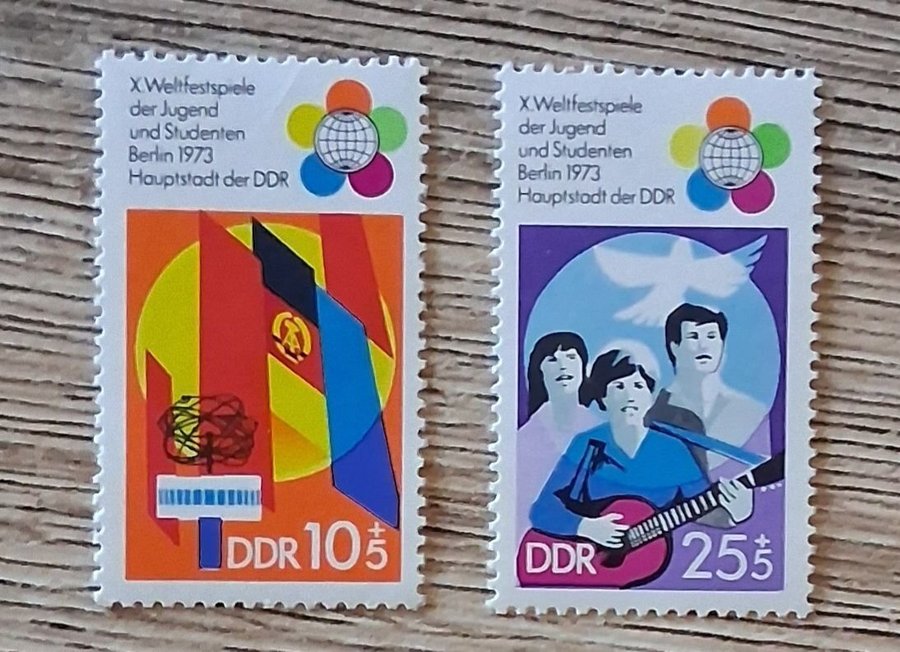 X.Weltfestspiele
der Jugend
und Studenten
Berlin 1973
Hauptstadt der DDR
DDR 10+5
X.Weltfestspiele
der Jugend
und Studenten
Berlin 1973
Hauptstadt der DDR
DDR 25+5